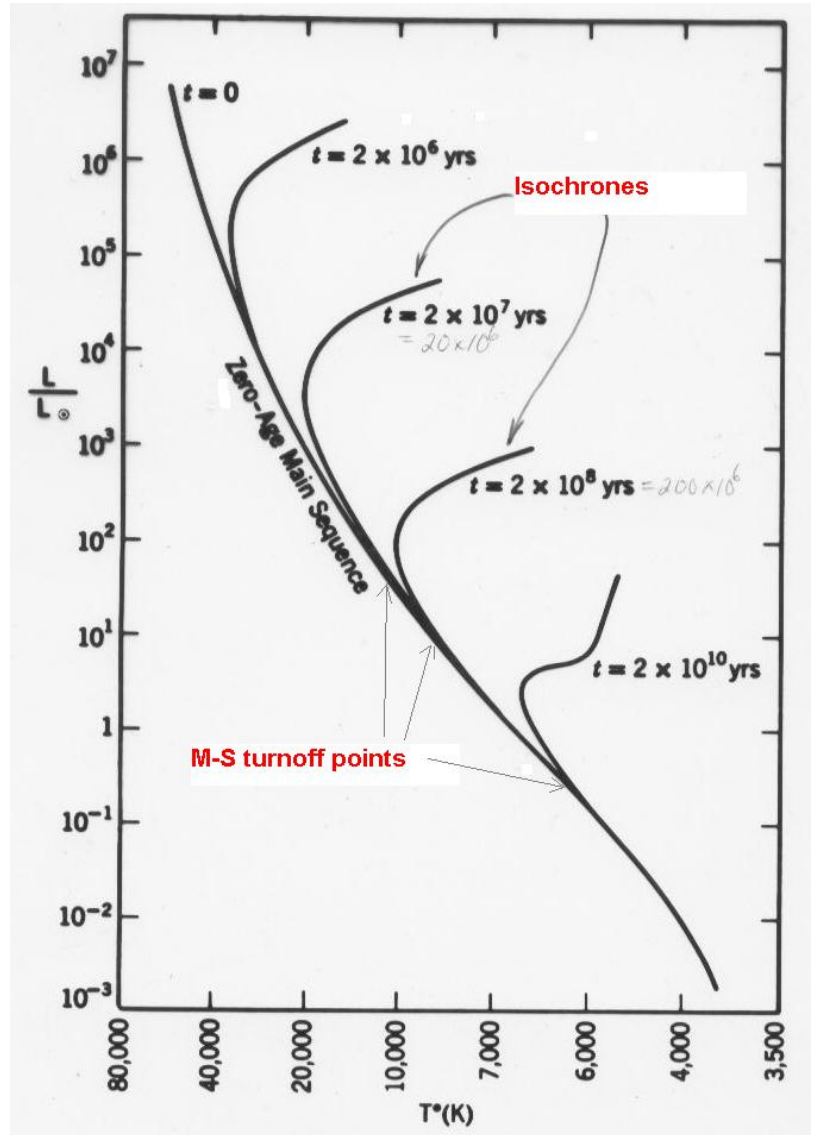 10⁷
t = 0
10⁶
t = 2 × 10⁶ yrs
Isochrones
10⁵
t = 2 × 10⁷ yrs
= 20×10⁶
10⁴
L
L☉
Zero-Age Main Sequence
10³
t = 2 × 10⁸ yrs = 200×10⁶
10²
10¹
t = 2 × 10¹⁰ yrs
1
M-S turnoff points
10⁻¹
10⁻²
10⁻³
80,000
40,000
20,000
10,000
7,000
6,000
4,000
3,500
T°(K)